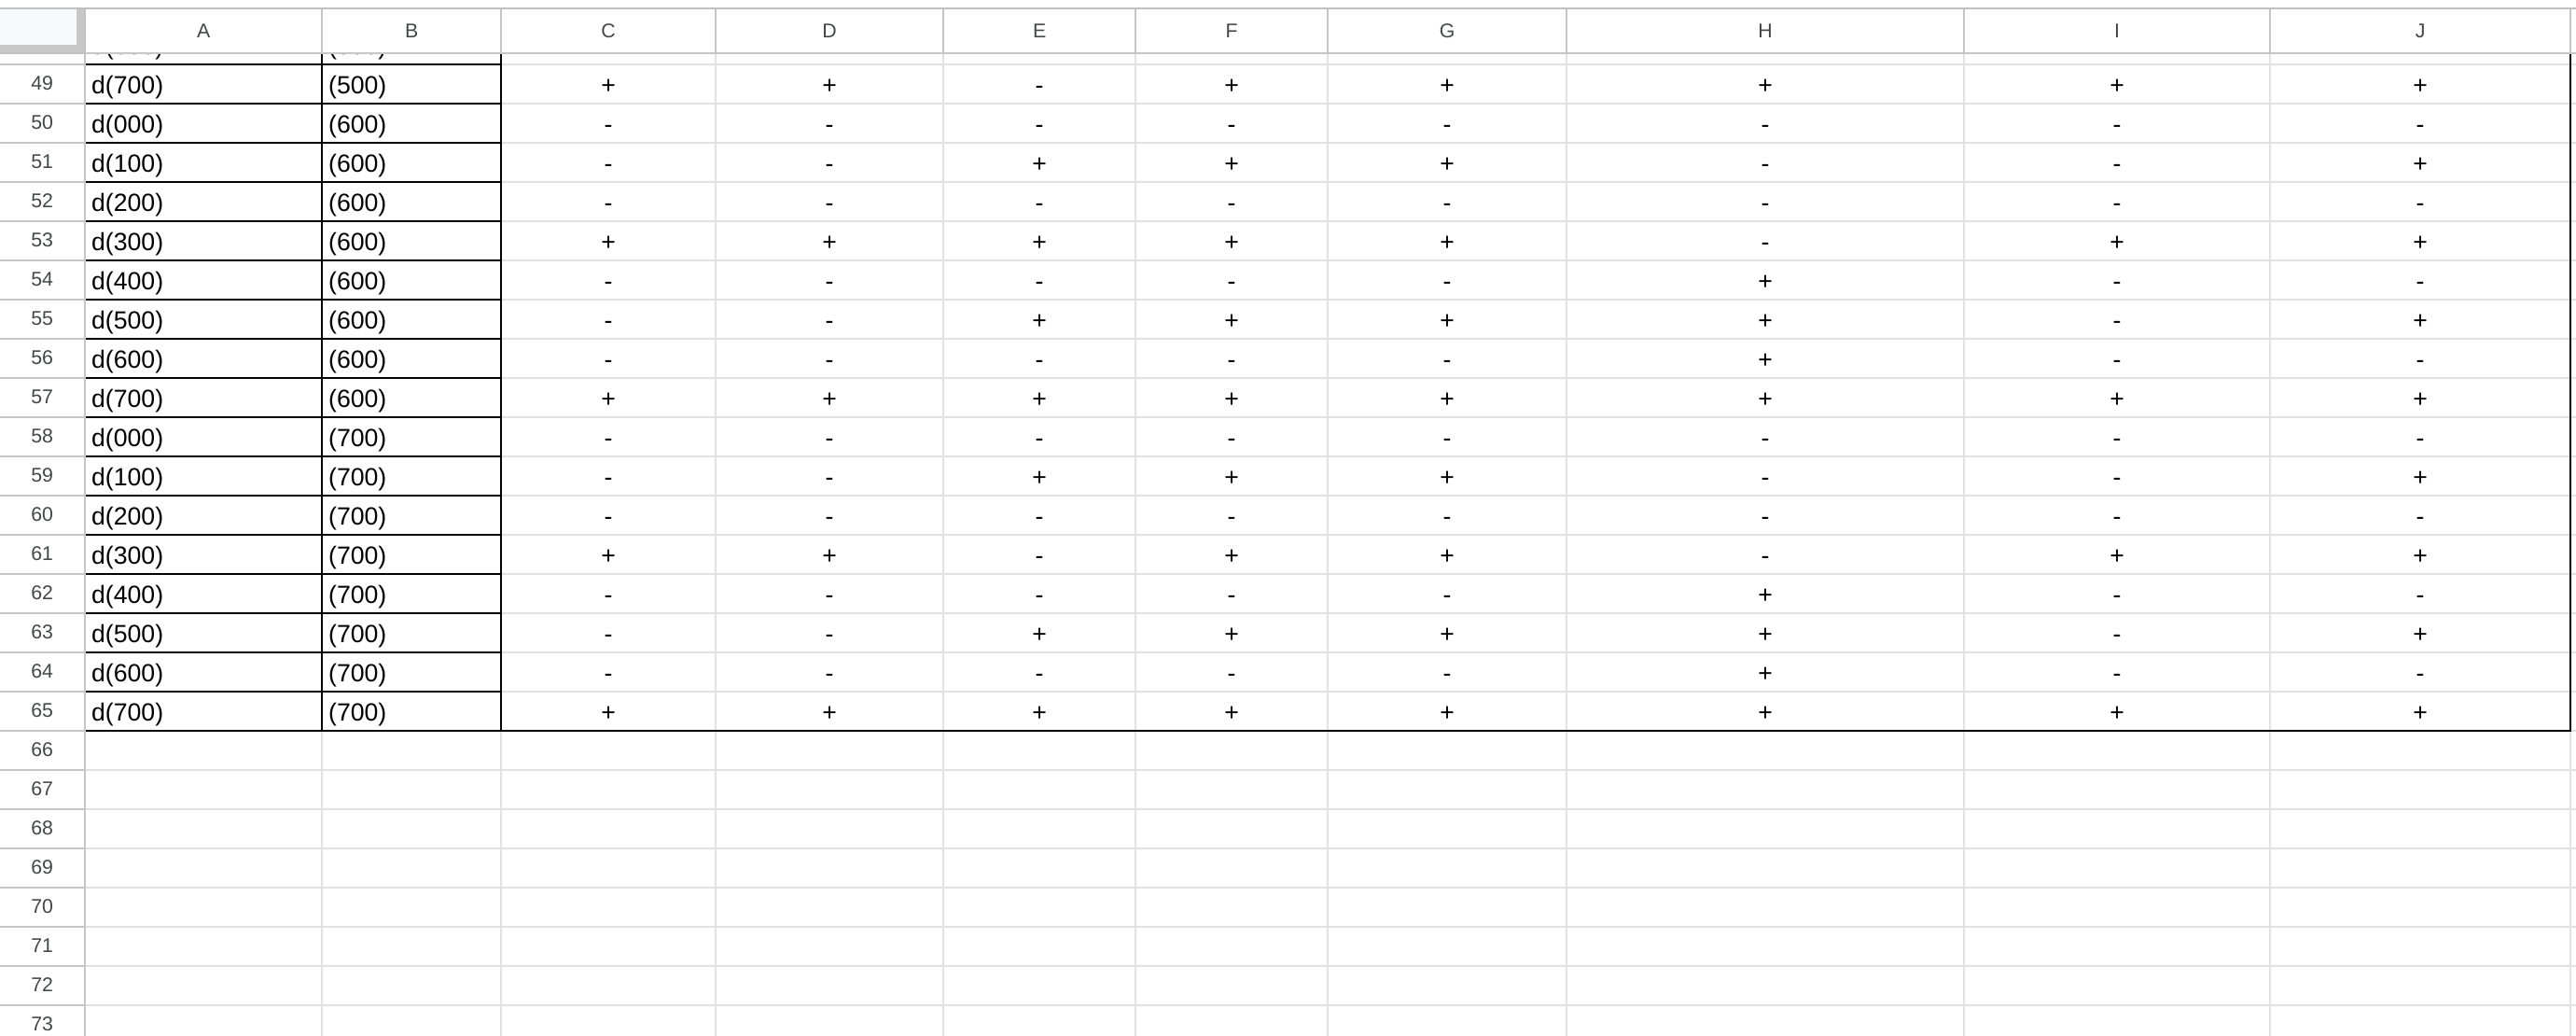 A B C D E F G H I J
49 d(700) (500) + + - + + + + +
50 d(000) (600) - - - - - - - -
51 d(100) (600) - - + + + - - +
52 d(200) (600) - - - - - - - -
53 d(300) (600) + + + + + - + +
54 d(400) (600) - - - - - + - -
55 d(500) (600) - - + + + + - +
56 d(600) (600) - - - - - + - -
57 d(700) (600) + + + + + + + +
58 d(000) (700) - - - - - - - -
59 d(100) (700) - - + + + - - +
60 d(200) (700) - - - - - - - -
61 d(300) (700) + + - + + - + +
62 d(400) (700) - - - - - + - -
63 d(500) (700) - - + + + + - +
64 d(600) (700) - - - - - + - -
65 d(700) (700) + + + + + + + +
66
67
68
69
70
71
72
73